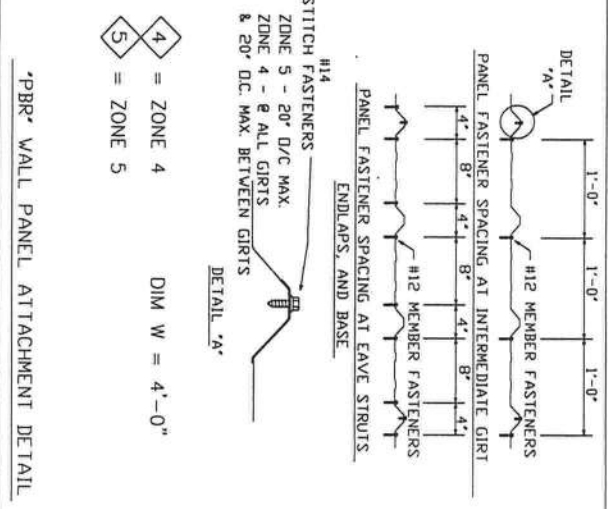 DETAIL
"A"
1'-0" 1'-0" 1'-0"
#12 MEMBER FASTENERS
PANEL FASTENER SPACING AT INTERMEDIATE GIRT
4" 8" 4" 8" 4" 8" 4"
#12 MEMBER FASTENERS
PANEL FASTENER SPACING AT EAVE STRUTS
ENDLAPS, AND BASE
#14
STITCH FASTENERS
ZONE 5 - 20" O/C MAX.
ZONE 4 - @ ALL GIRTS
& 20" O.C. MAX. BETWEEN GIRTS
DETAIL "A"
4 = ZONE 4
5 = ZONE 5
DIM W = 4'-0"
"PBR" WALL PANEL ATTACHMENT DETAIL